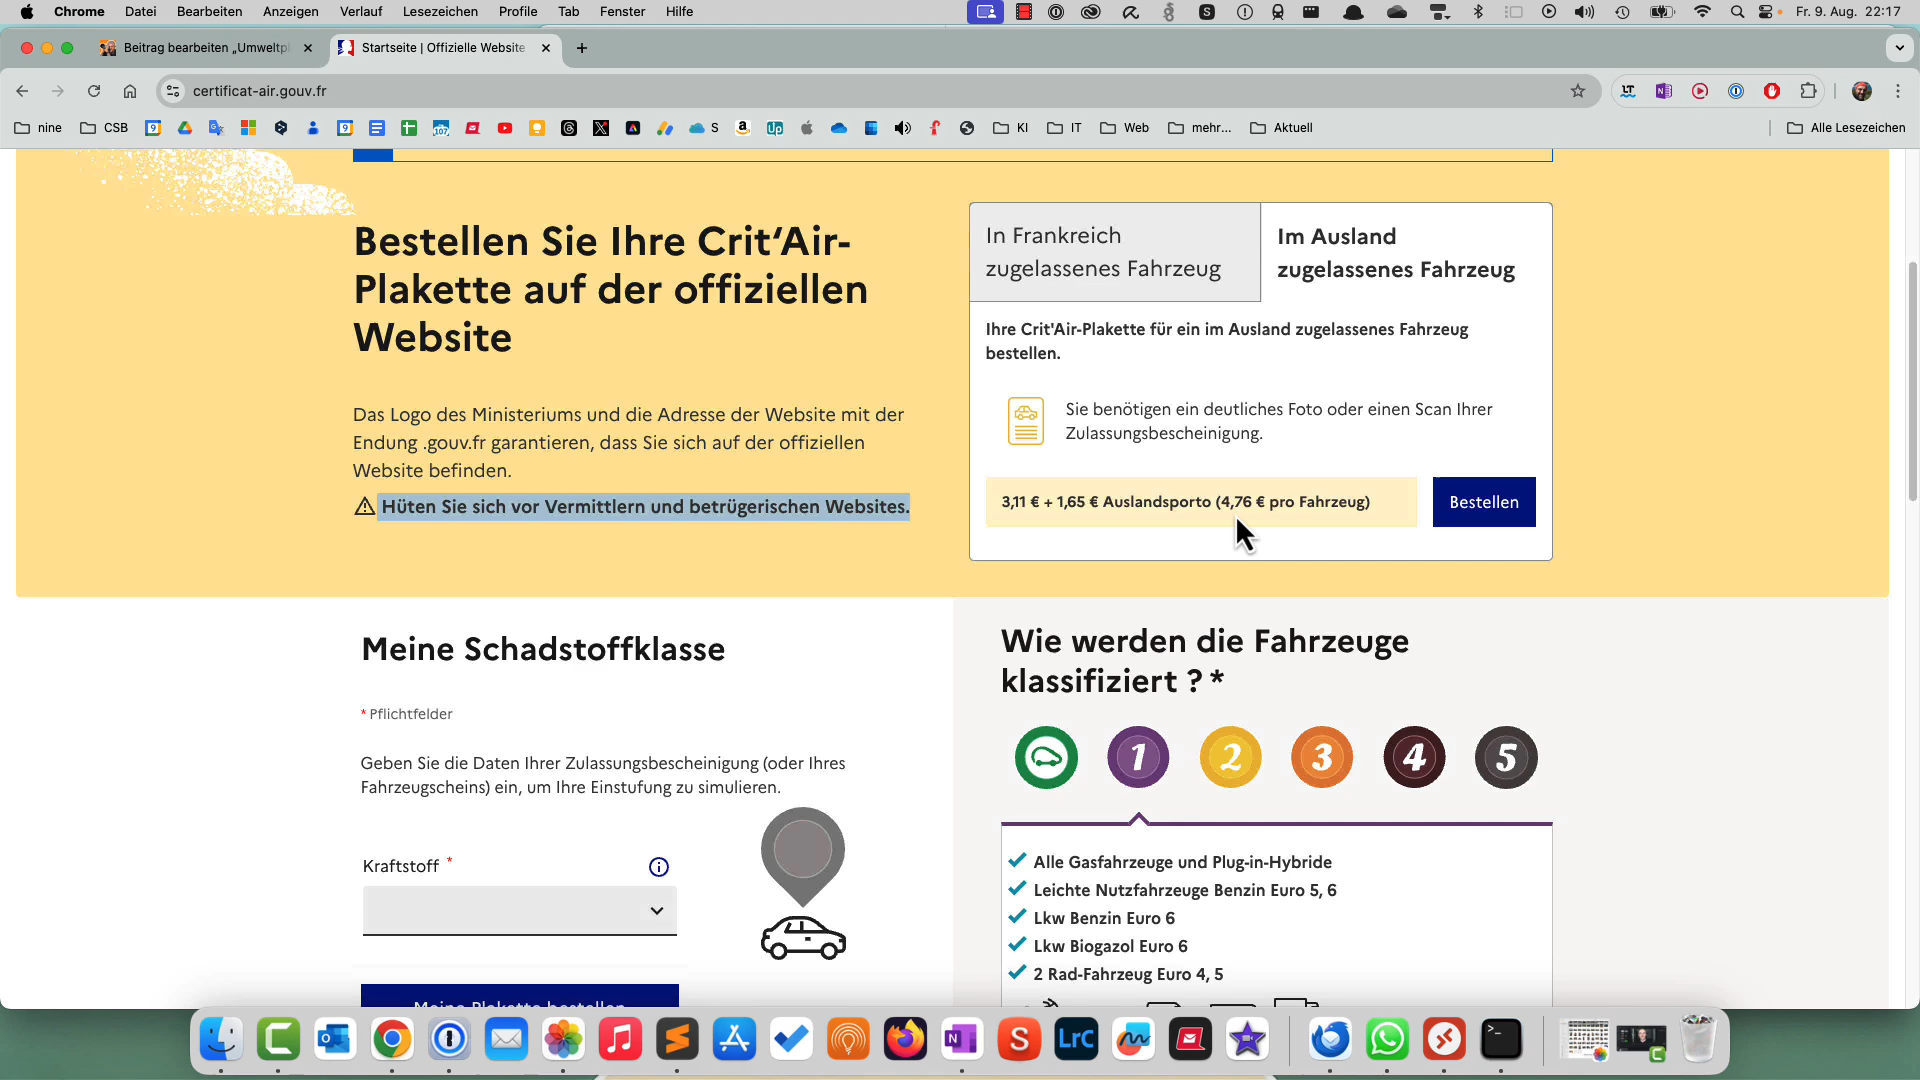 Chrome Datei Bearbeiten Anzeigen Verlauf Lesezeichen Profile Tab Fenster Hilfe Fr. 9. Aug. 22:17
Beitrag bearbeiten „Umweltpl
Startseite | Offizielle Website
certificat-air.gouv.fr
nine CSB S KI IT Web mehr... Aktuell Alle Lesezeichen
Bestellen Sie Ihre Crit‘Air-
Plakette auf der offiziellen
Website
Das Logo des Ministeriums und die Adresse der Website mit der
Endung .gouv.fr garantieren, dass Sie sich auf der offiziellen
Website befinden.
Hüten Sie sich vor Vermittlern und betrügerischen Websites.
In Frankreich
zugelassenes Fahrzeug
Im Ausland
zugelassenes Fahrzeug
Ihre Crit'Air-Plakette für ein im Ausland zugelassenes Fahrzeug
bestellen.
Sie benötigen ein deutliches Foto oder einen Scan Ihrer
Zulassungsbescheinigung.
3,11 € + 1,65 € Auslandsporto (4,76 € pro Fahrzeug)
Bestellen
Meine Schadstoffklasse
* Pflichtfelder
Geben Sie die Daten Ihrer Zulassungsbescheinigung (oder Ihres
Fahrzeugscheins) ein, um Ihre Einstufung zu simulieren.
Kraftstoff *
Meine Plakette bestellen
Wie werden die Fahrzeuge
klassifiziert ? *
1 2 3 4 5
Alle Gasfahrzeuge und Plug-in-Hybride
Leichte Nutzfahrzeuge Benzin Euro 5, 6
Lkw Benzin Euro 6
Lkw Biogazol Euro 6
2 Rad-Fahrzeug Euro 4, 5
LrC